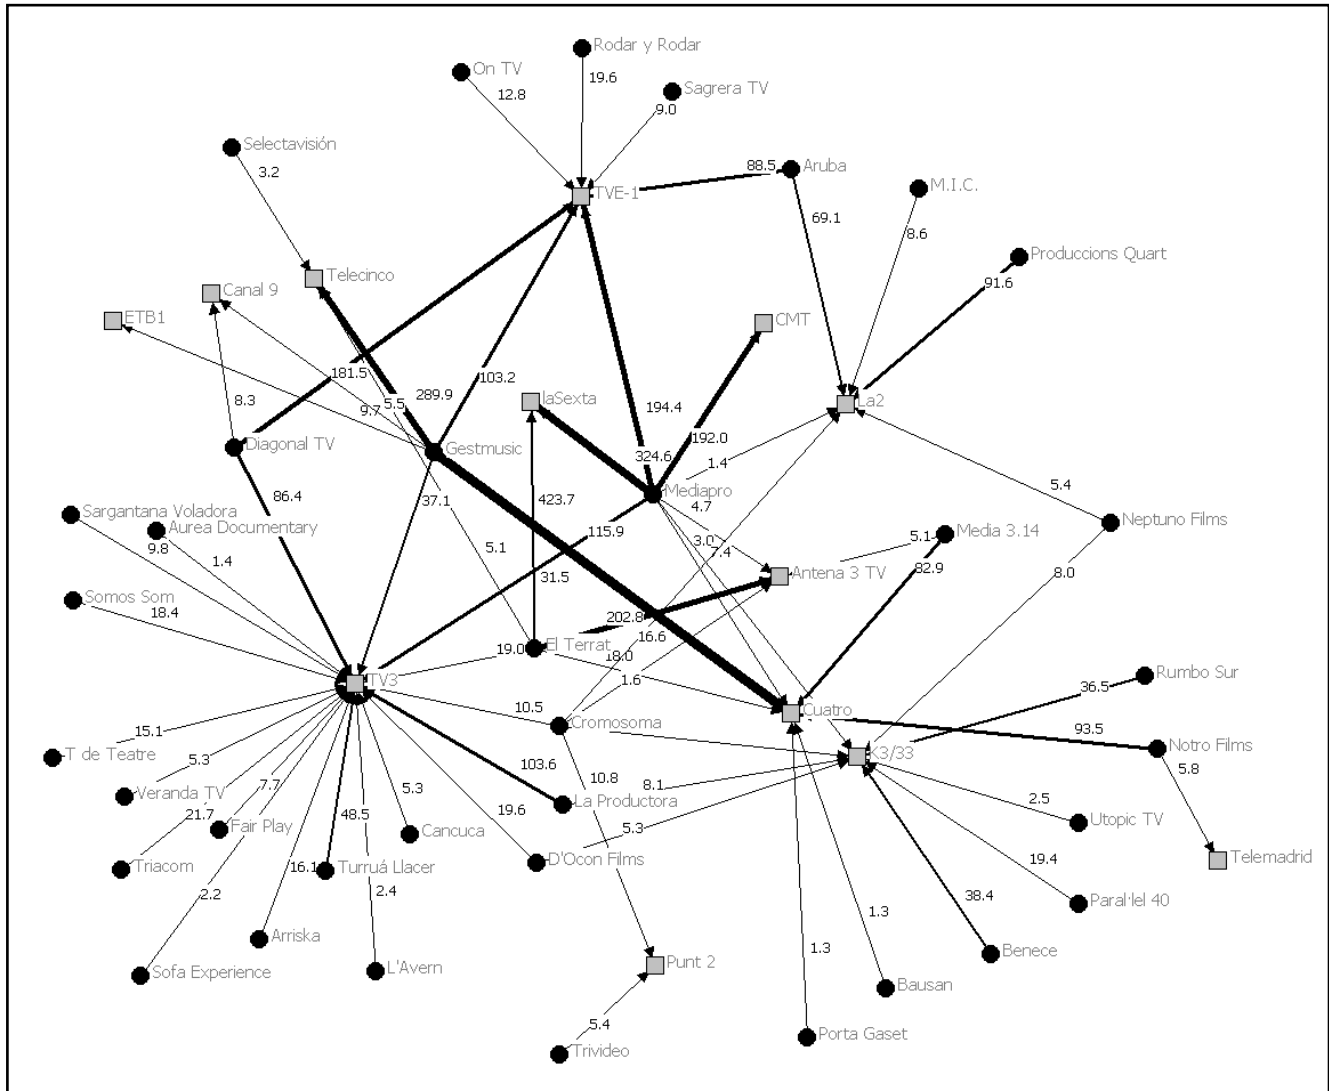 Rodar y Rodar
On TV
19.6
Sagrera TV
12.8
9.0
Selectavisión
3.2
88.5
Aruba
M.I.C.
TVE-1
69.1
8.6
Produccions Quart
Telecinco
91.6
Canal 9
ETB1
CMT
181.5
103.2
8.3
9.7
5.5
289.9
laSexta
194.4
La2
192.0
Diagonal TV
Gestmusic
324.6
1.4
86.4
37.1
423.7
Mediapro
4.7
5.4
Sargantana Voladora
Aurea Documentary
115.9
Media 3.14
Neptuno Films
9.8
1.4
5.1
3.0
7.4
5.1
82.9
8.0
Antena 3 TV
31.5
Somos Som
18.4
202.8
16.6
19.0
El Terrat
18.0
TV3
1.6
Rumbo Sur
36.5
10.5
Cuatro
Cromosoma
93.5
15.1
T de Teatre
5.3
7.7
103.6
10.8
K3/33
Notro Films
5.8
Veranda TV
5.3
8.1
2.5
21.7
Fair Play
48.5
19.6
La Productora
Cancuca
5.3
Utopic TV
Triacom
16.1
Turruá Llacer
D'Ocon Films
19.4
Telemadrid
2.2
2.4
38.4
Paral·lel 40
1.3
Arriska
1.3
Benece
Sofa Experience
L'Avern
Punt 2
Bausan
5.4
Porta Gaset
Trivideo